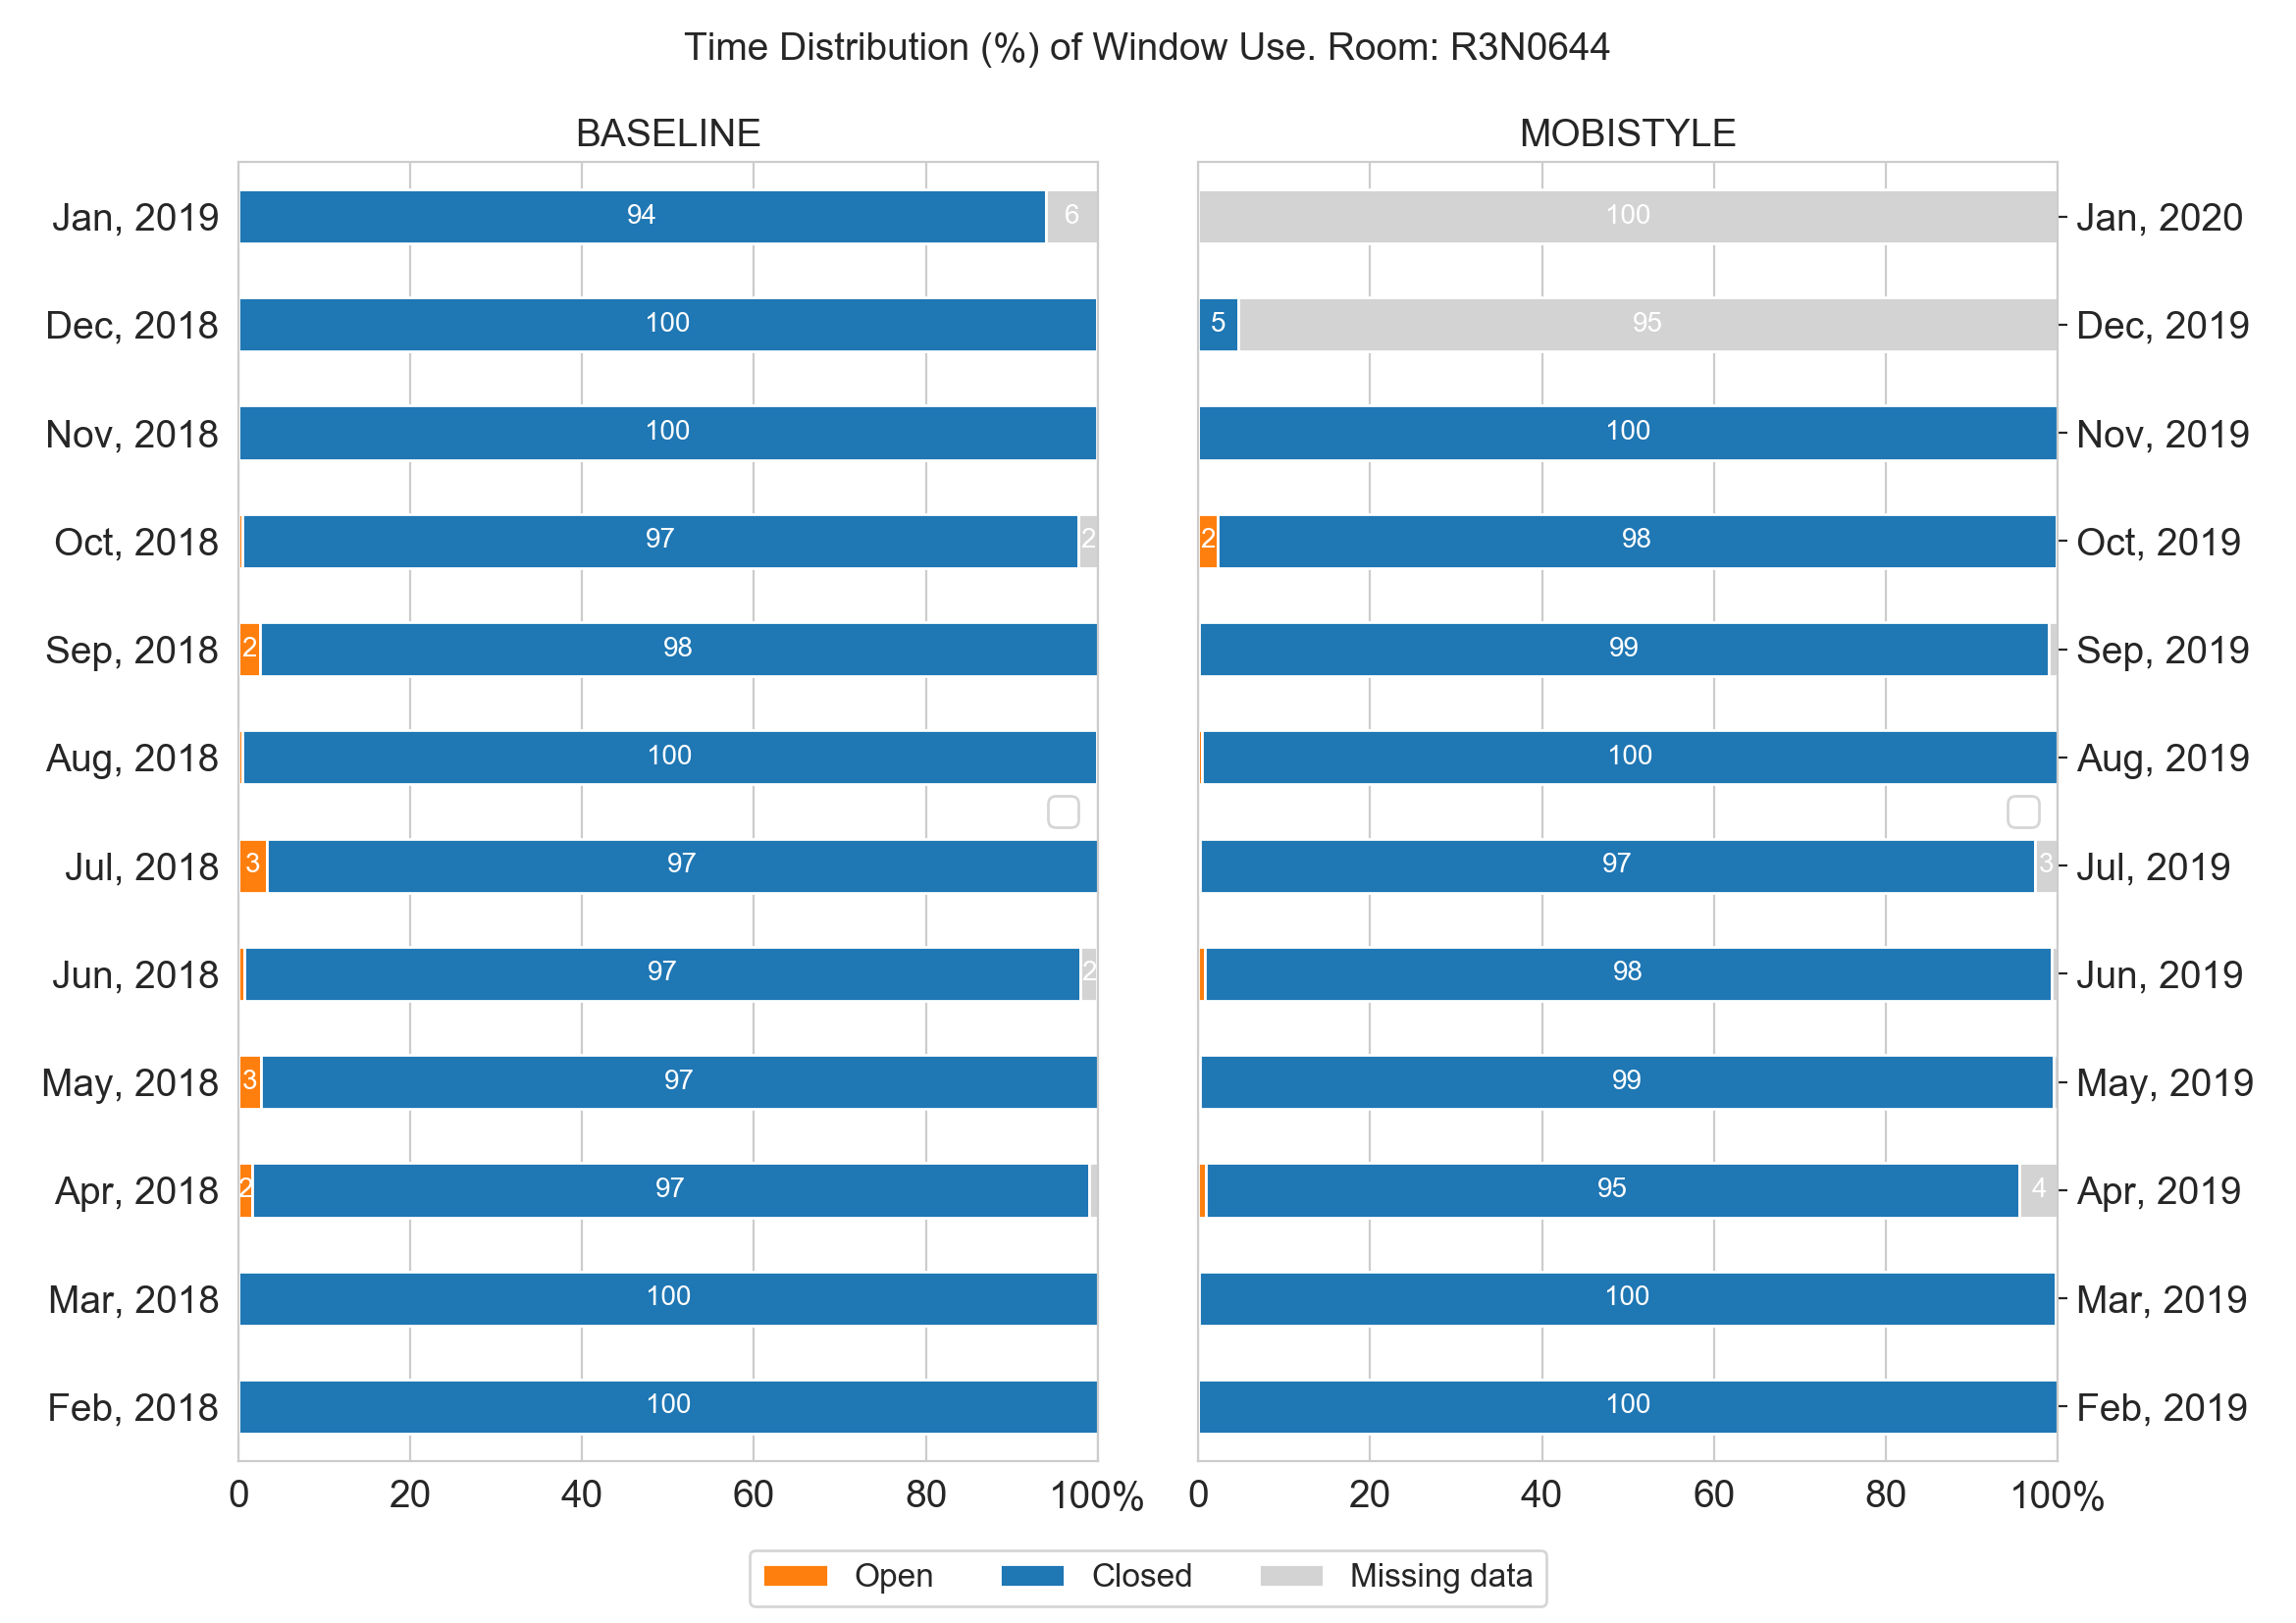 Time Distribution (%) of Window Use. Room: R3N0644
BASELINE
MOBISTYLE
Jan, 2019 94 6 100 Jan, 2020
Dec, 2018 100 5 95 Dec, 2019
Nov, 2018 100 100 Nov, 2019
Oct, 2018 97 2 2 98 Oct, 2019
Sep, 2018 2 98 99 Sep, 2019
Aug, 2018 100 100 Aug, 2019
Jul, 2018 3 97 97 3 Jul, 2019
Jun, 2018 97 2 98 Jun, 2019
May, 2018 3 97 99 May, 2019
Apr, 2018 2 97 95 4 Apr, 2019
Mar, 2018 100 100 Mar, 2019
Feb, 2018 100 100 Feb, 2019
0 20 40 60 80 100% 0 20 40 60 80 100%
Open Closed Missing data